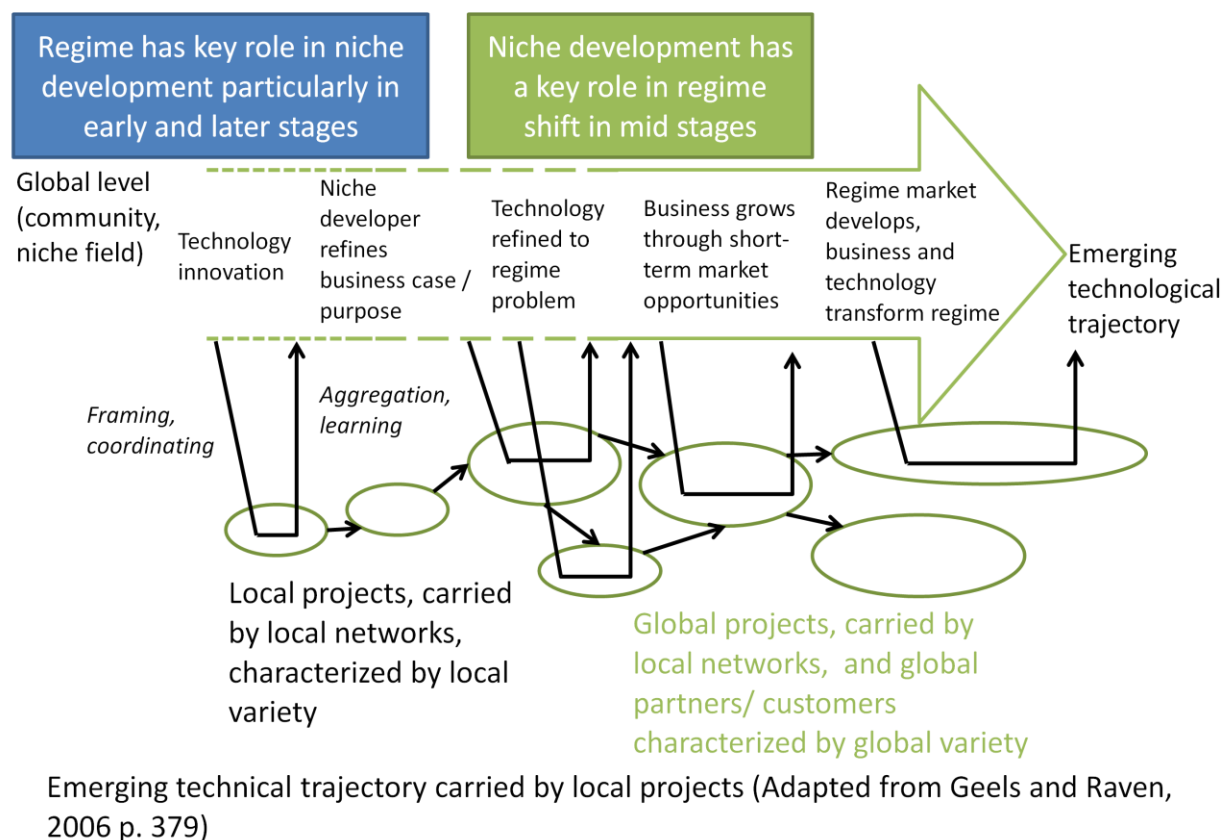 Regime has key role in niche
development particularly in
early and later stages
Niche development has
a key role in regime
shift in mid stages
Global level
(community,
niche field)
Technology
innovation
Niche
developer
refines
business case /
purpose
Technology
refined to
regime
problem
Business grows
through short-
term market
opportunities
Regime market
develops,
business and
technology
transform regime
Emerging
technological
trajectory
Framing,
coordinating
Aggregation,
learning
Local projects, carried
by local networks,
characterized by local
variety
Global projects, carried by
local networks,  and global
partners/ customers
characterized by global variety
Emerging technical trajectory carried by local projects (Adapted from Geels and Raven,
2006 p. 379)